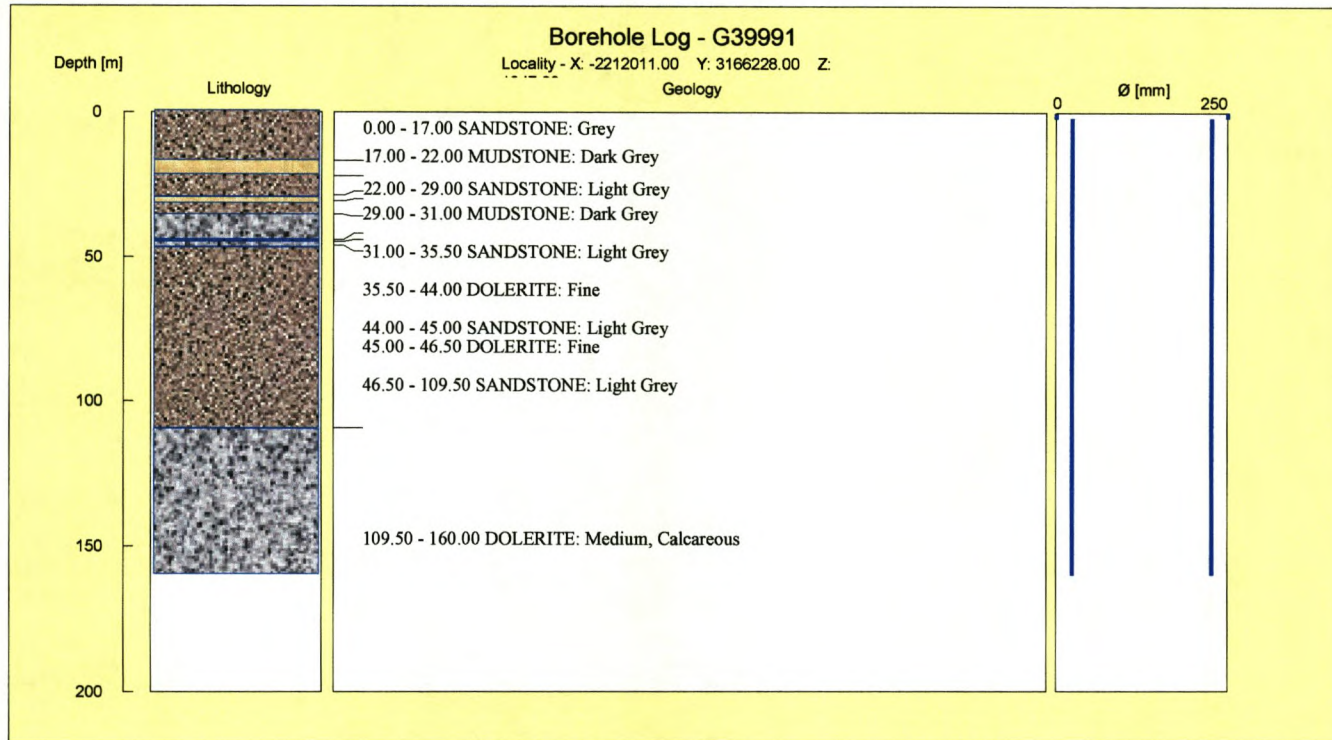 Borehole Log - G39991
Depth [m]
Locality - X: -2212011.00 Y: 3166228.00 Z:
Lithology
Geology
Ø [mm]
0
250
0
50
100
150
200
0.00 - 17.00 SANDSTONE: Grey
17.00 - 22.00 MUDSTONE: Dark Grey
22.00 - 29.00 SANDSTONE: Light Grey
29.00 - 31.00 MUDSTONE: Dark Grey
31.00 - 35.50 SANDSTONE: Light Grey
35.50 - 44.00 DOLERITE: Fine
44.00 - 45.00 SANDSTONE: Light Grey
45.00 - 46.50 DOLERITE: Fine
46.50 - 109.50 SANDSTONE: Light Grey
109.50 - 160.00 DOLERITE: Medium, Calcareous